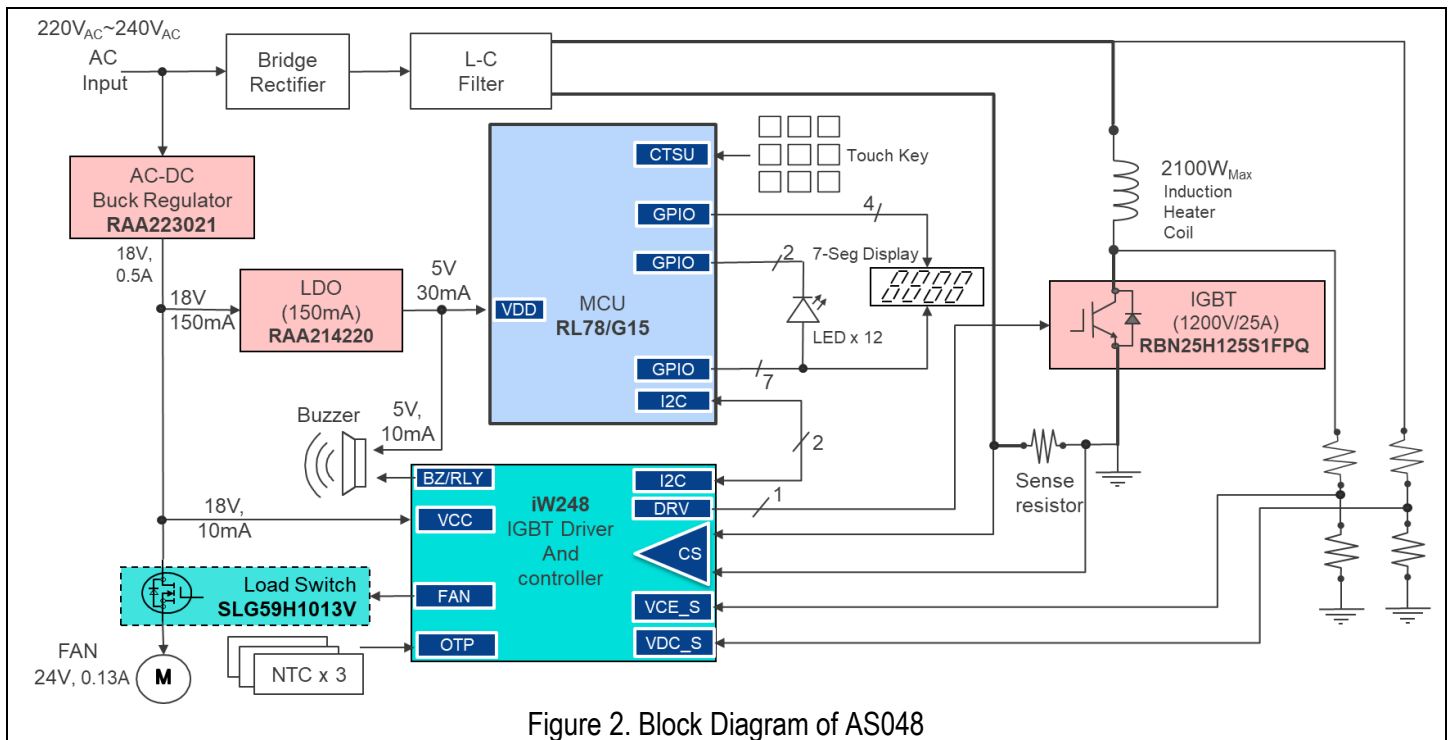 220VAC~240VAC
AC
Input
Bridge
Rectifier
L-C
Filter
AC-DC
Buck Regulator
RAA223021
18V,
0.5A
18V
150mA
LDO
(150mA)
RAA214220
5V
30mA
VDD
MCU
RL78/G15
CTSU
GPIO
GPIO
GPIO
I2C
Touch Key
4
2
7-Seg Display
LED x 12
7
2
2100WMax
Induction
Heater
Coil
IGBT
(1200V/25A)
RBN25H125S1FPQ
Sense
resistor
Buzzer
5V,
10mA
18V,
10mA
BZ/RLY
VCC
FAN
OTP
iW248
IGBT Driver
And
controller
I2C
DRV
1
CS
VCE_S
VDC_S
Load Switch
SLG59H1013V
FAN
24V, 0.13A
M
NTC x 3
Figure 2. Block Diagram of AS048